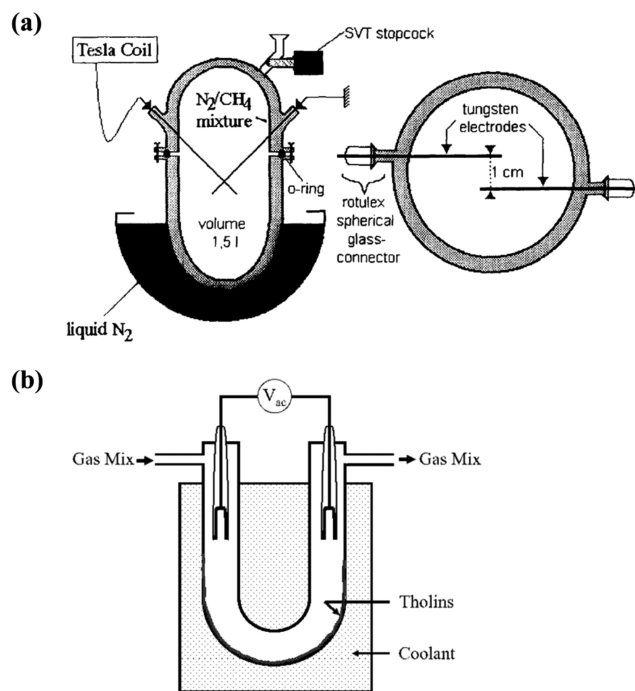 (a)
Tesla Coil
SVT stopcock
N2/CH4
mixture
o-ring
volume
1,5 l
liquid N2
tungsten
electrodes
1 cm
rotulex
spherical
glass-
connector
(b)
Vac
Gas Mix
Gas Mix
Tholins
Coolant